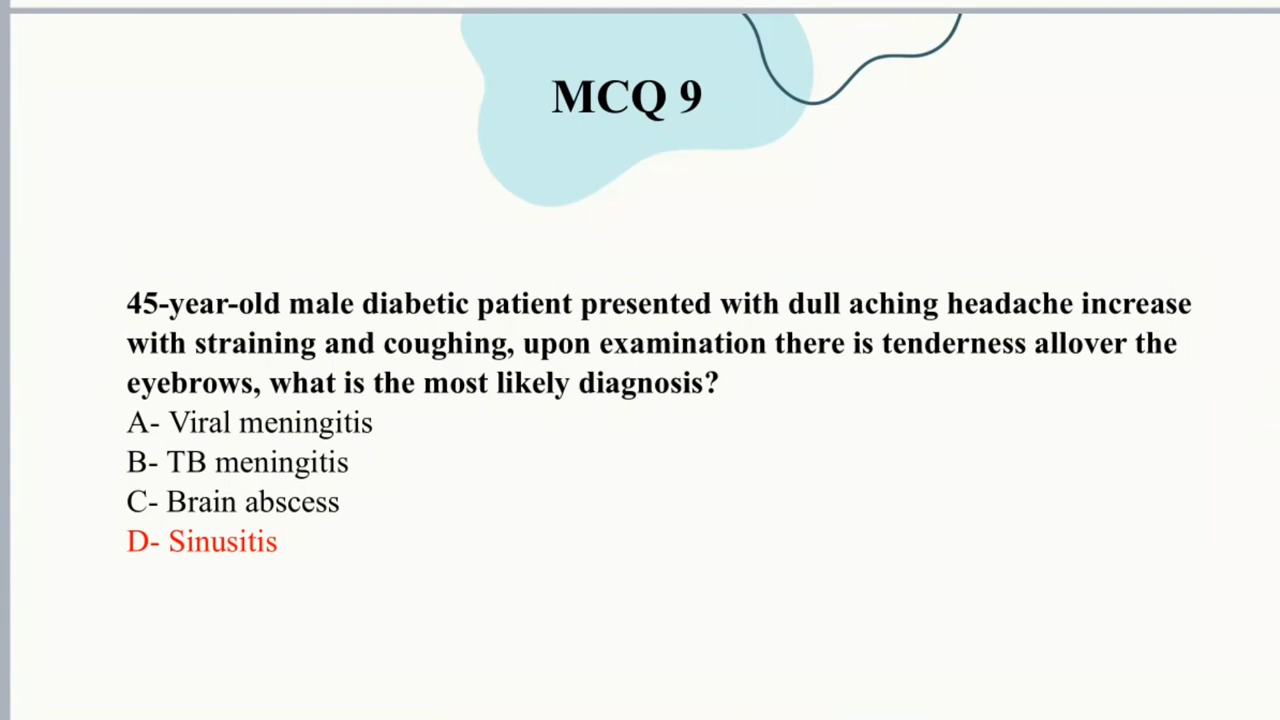 MCQ 9
45-year-old male diabetic patient presented with dull aching headache increase
with straining and coughing, upon examination there is tenderness allover the
eyebrows, what is the most likely diagnosis?
A- Viral meningitis
B- TB meningitis
C- Brain abscess
D- Sinusitis